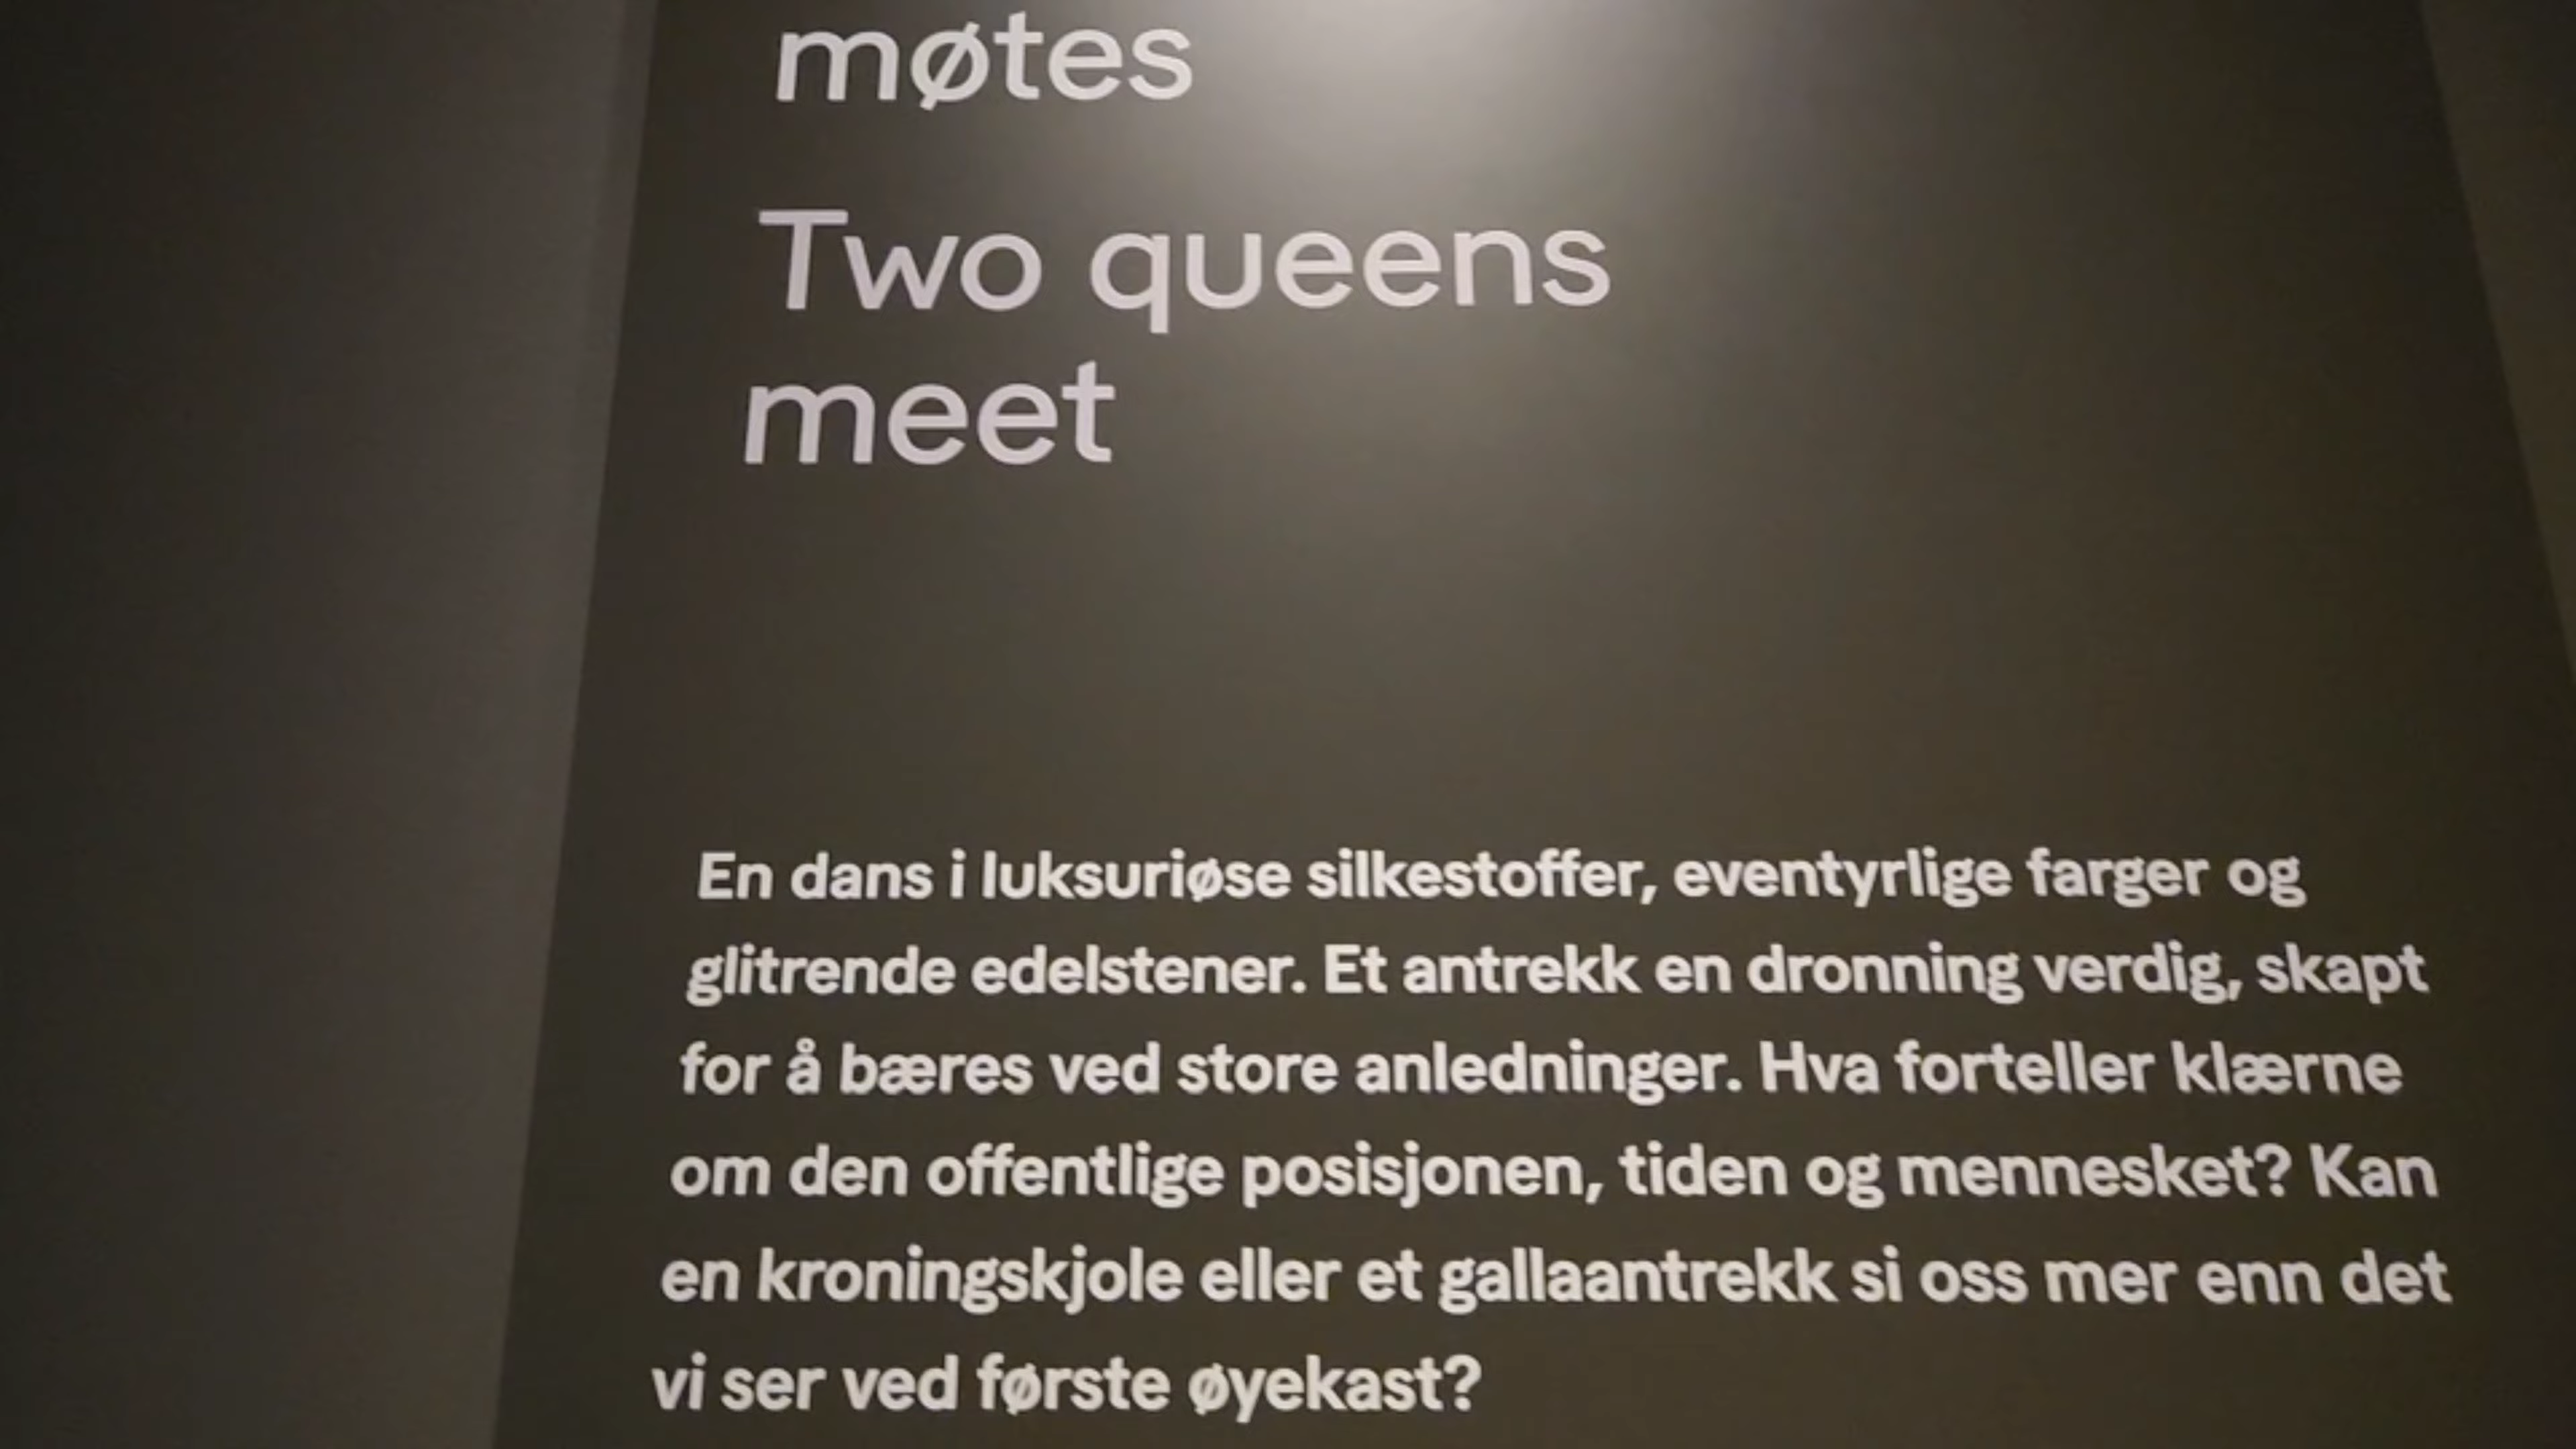 møtes
Two queens
meet
En dans i luksuriøse silkestoffer, eventyrlige farger og
glitrende edelstener. Et antrekk en dronning verdig, skapt
for å bæres ved store anledninger. Hva forteller klærne
om den offentlige posisjonen, tiden og mennesket? Kan
en kroningskjole eller et gallaantrekk si oss mer enn det
vi ser ved første øyekast?